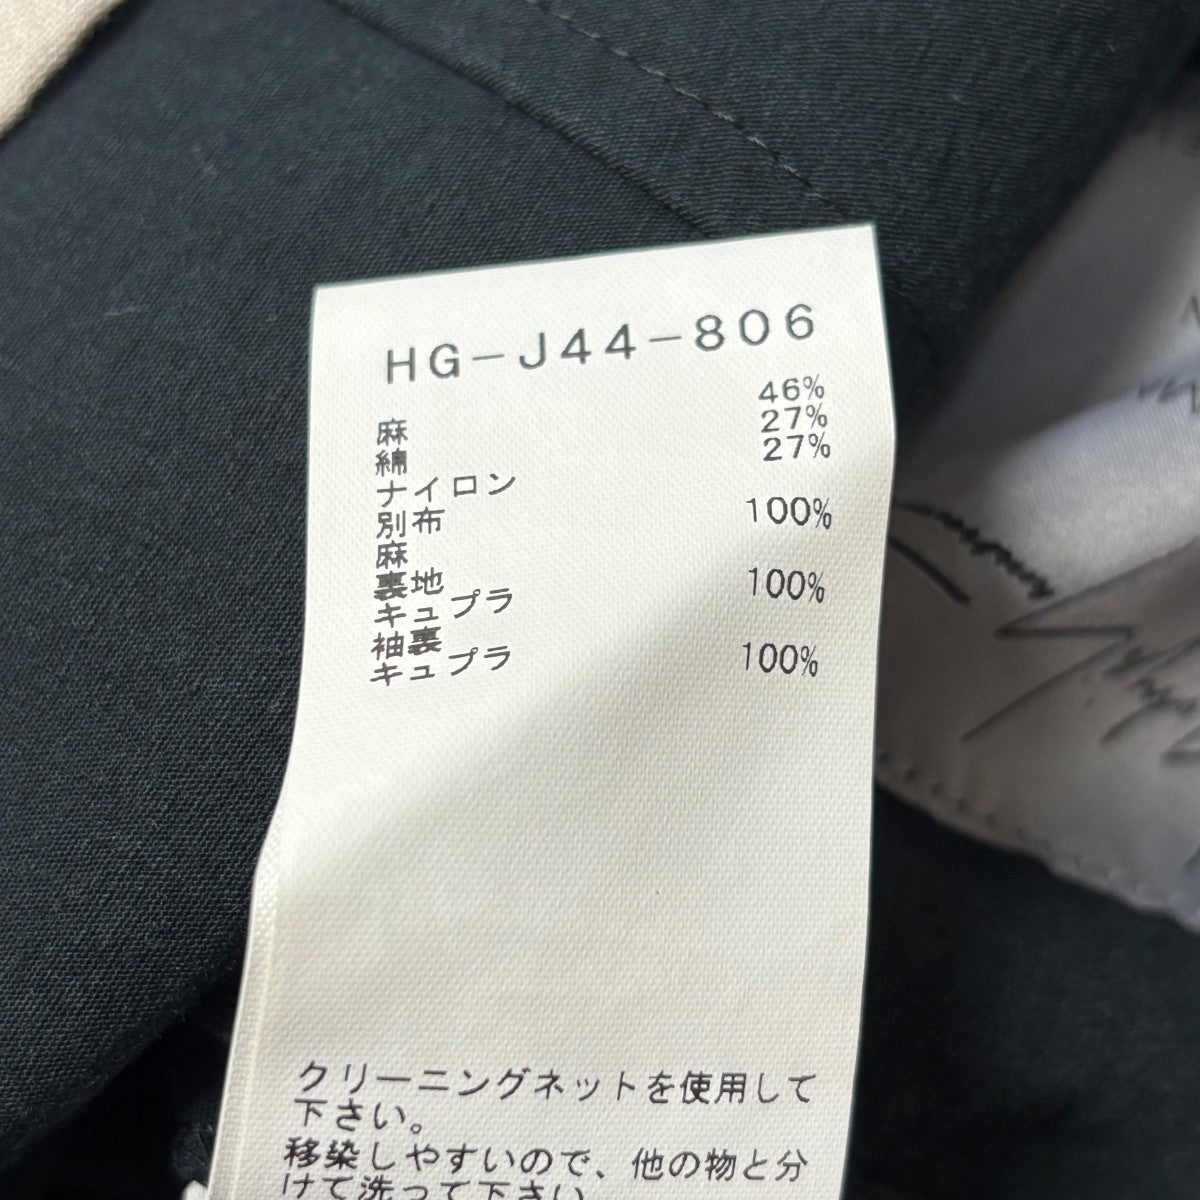 HG-J44-806
麻 46%
綿 27%
ナイロン 27%
別布
麻 100%
裏地
キュプラ 100%
袖裏
キュプラ 100%
クリーニングネットを使用して
下さい。
移染しやすいので、他の物と分
けて洗って下さい